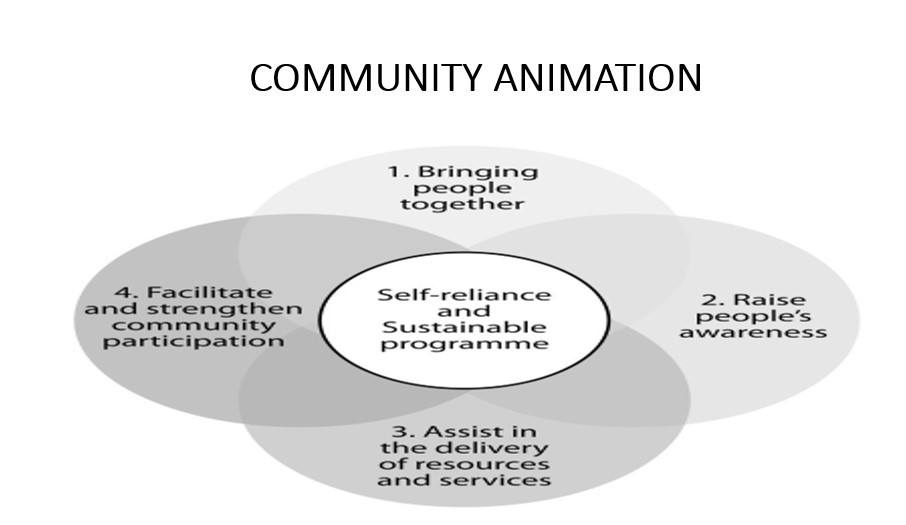 COMMUNITY ANIMATION
1. Bringing
people
together
2. Raise
people's
awareness
3. Assist in
the delivery
of resources
and services
4. Facilitate
and strengthen
community
participation
Self-reliance
and
Sustainable
programme